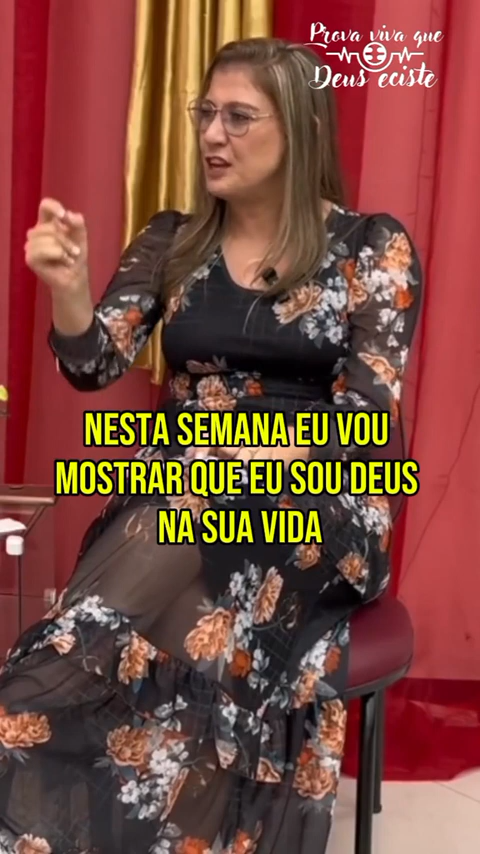 Prova viva que
Deus eciste
NESTA SEMANA EU VOU
MOSTRAR QUE EU SOU DEUS
NA SUA VIDA